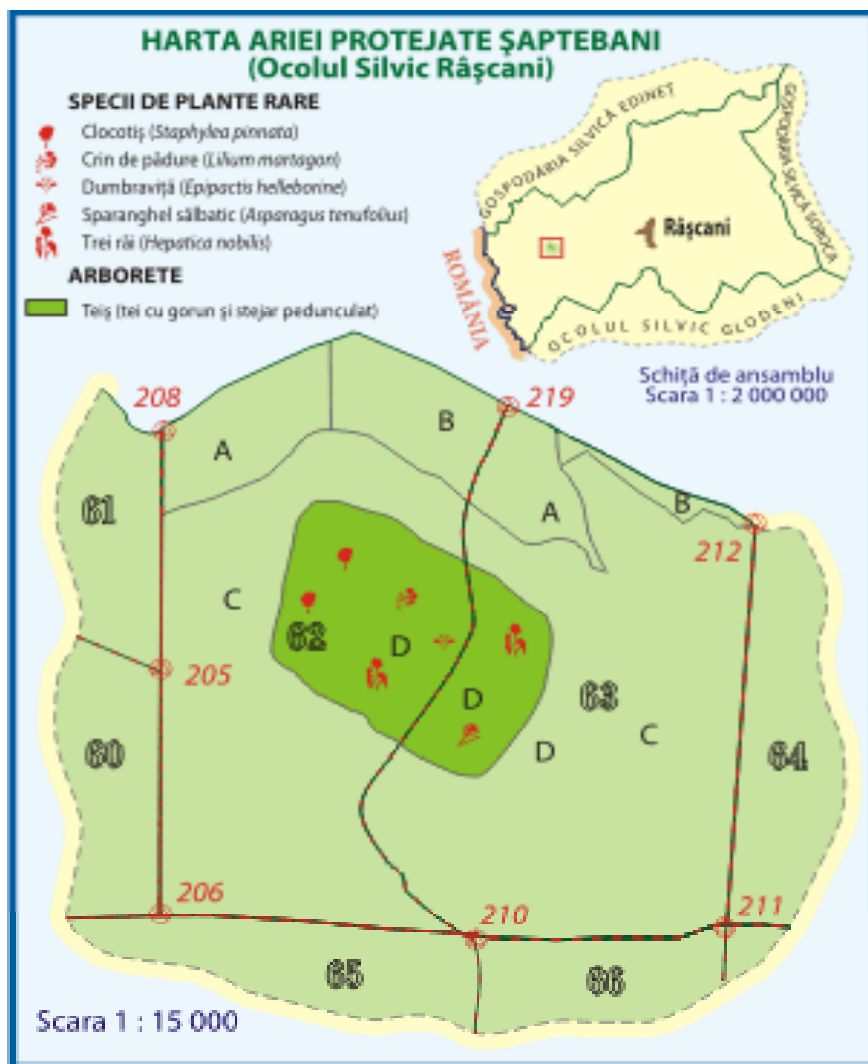 HARTA ARIEI PROTEJATE ŞAPTEBANI
(Ocolul Silvic Râşcani)
SPECII DE PLANTE RARE
Clocotiş (Staphylea pinnata)
Crin de pădure (Lilium martagon)
Dumbraviţă (Epipactis helleborine)
Sparanghel sălbatic (Asparagus tenufolius)
Trei răi (Hepatica nobilis)
ARBORETE
Teiş (tei cu gorun şi stejar pedunculat)
GOSPODĂRIA SILVICĂ EDINEŢ
GOSPODĂRIA SILVICĂ SOROCA
Râşcani
ROMÂNIA
OCOLUL SILVIC GLODENI
Schiţă de ansamblu
Scara 1 : 2 000 000
208
219
B
A
61
A
B
212
C
62
D
205
D
63
60
D
C
64
206
210
211
65
66
Scara 1 : 15 000